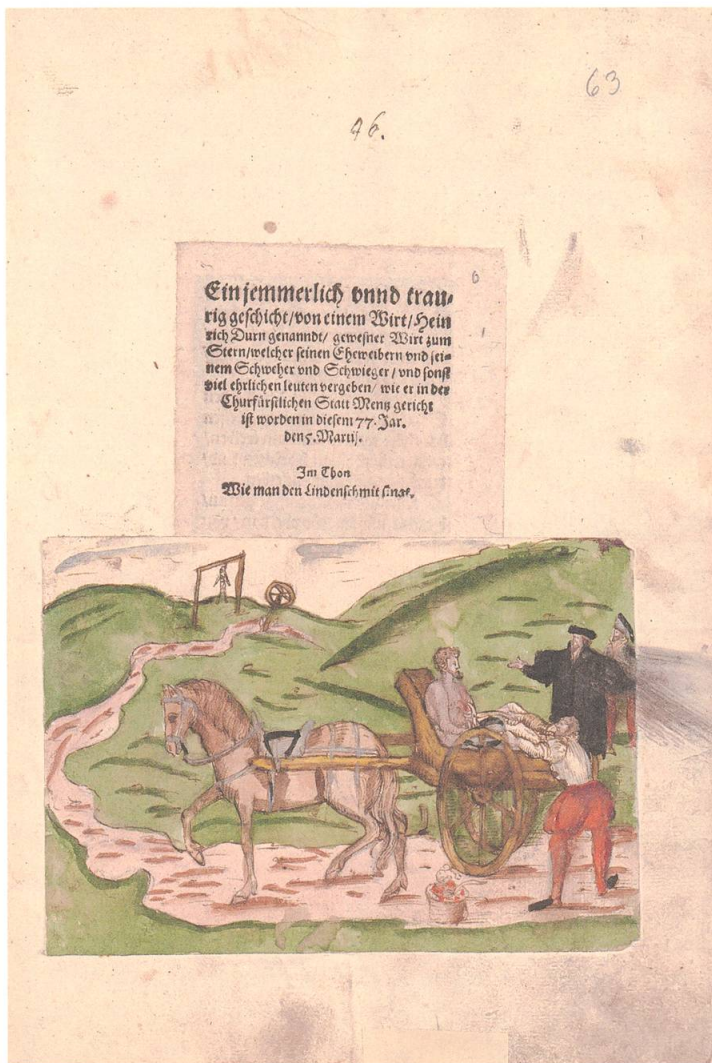 63
46.
6
Ein jemmerlich vnnd trau-
rig geschicht/von einem Wirt/Hein
rich Durn genanndt/ gewesner Wirt zum
Stern/welcher seinen Eheweibern vnd sei-
nem Schweher vnd Schwieger/vnd sonst
viel ehrlichen leuten vergeben/ wie er in der
Churfürstlichen Statt Mentz gericht
ist worden in diesem 77. Jar.
den 5. Martij.
Im Thon
Wie man den Lindenschmit singt.